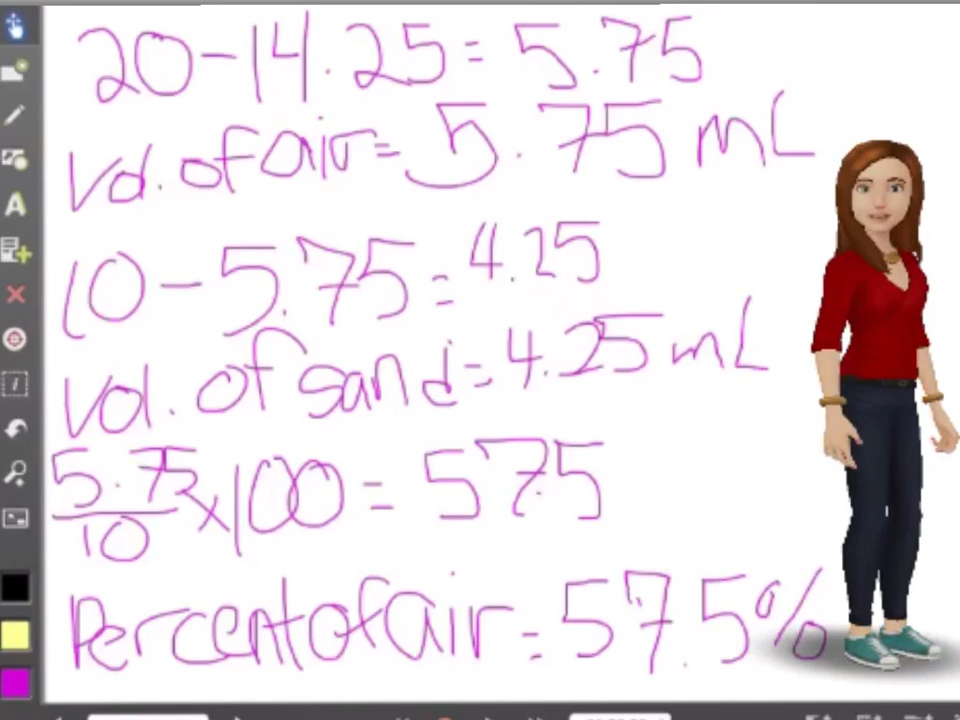 20-14.25=5.75
Vol. of air=5.75 mL
10-5.75=4.25
Vol. of sand=4.25 mL
5.75/10 x100=57.5
Percent of air=57.5%